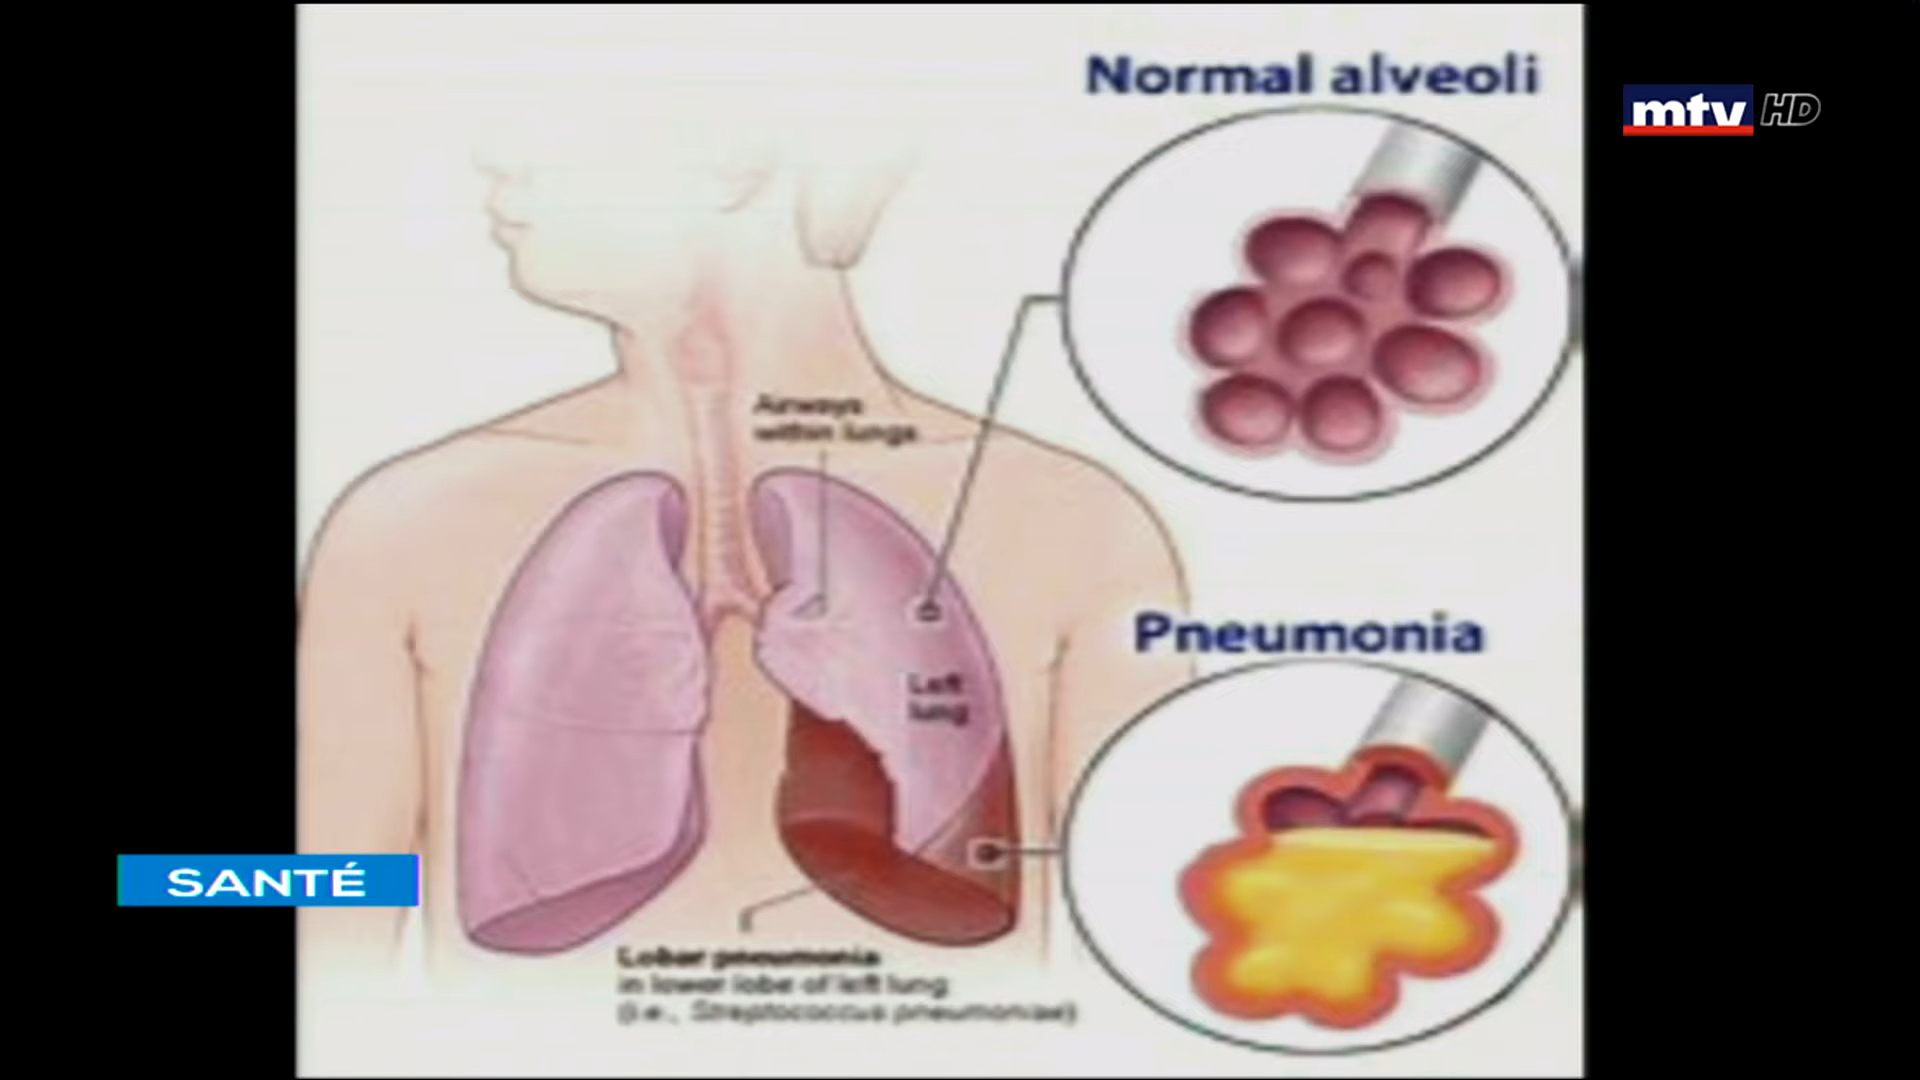 Normal alveoli
mtv HD
Airways
within lungs
Pneumonia
Left
lung
SANTÉ
Lobar pneumonia
in lower lobe of left lung
(i.e., Streptococcus pneumoniae)